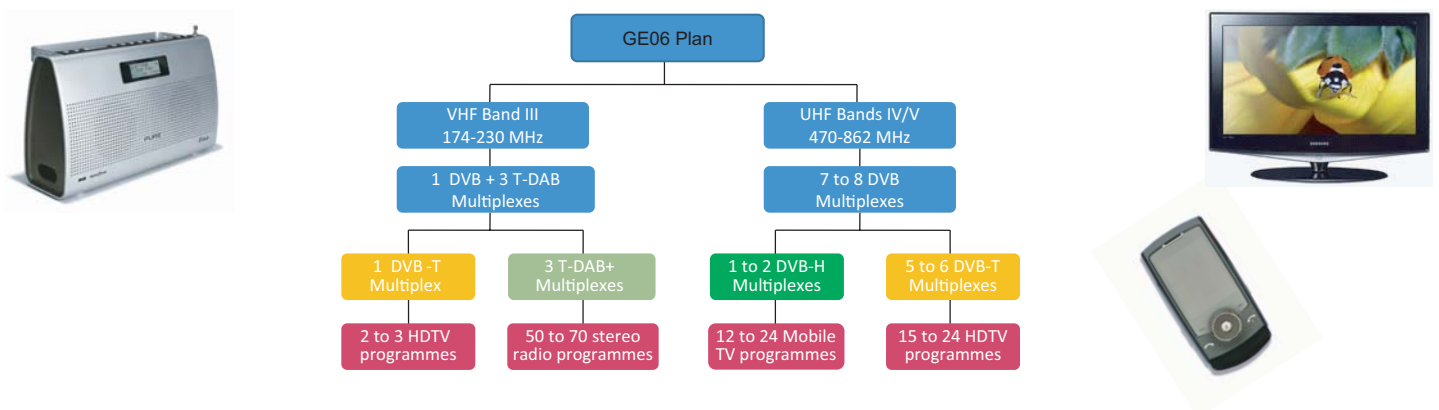 GE06 Plan
VHF Band III
174-230 MHz
UHF Bands IV/V
470-862 MHz
1 DVB + 3 T-DAB
Multiplexes
7 to 8 DVB
Multiplexes
1 DVB -T
Multiplex
3 T-DAB+
Multiplexes
1 to 2 DVB-H
Multiplexes
5 to 6 DVB-T
Multiplexes
2 to 3 HDTV
programmes
50 to 70 stereo
radio programmes
12 to 24 Mobile
TV programmes
15 to 24 HDTV
programmes
PURE
SAMSUNG